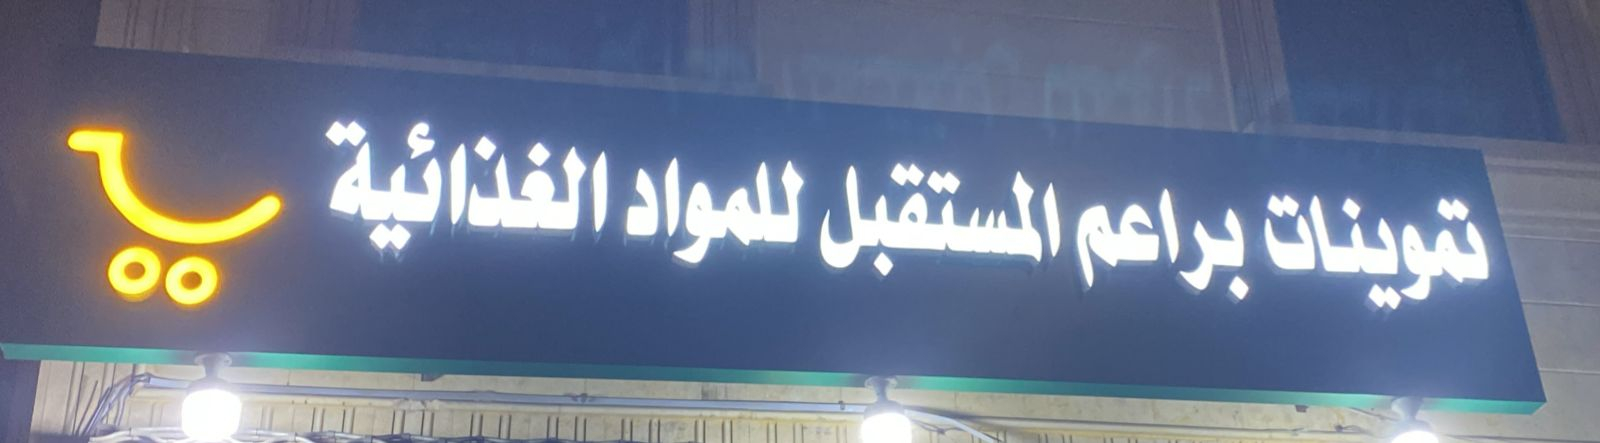 تموينات براعم المستقبل للمواد الغذائية